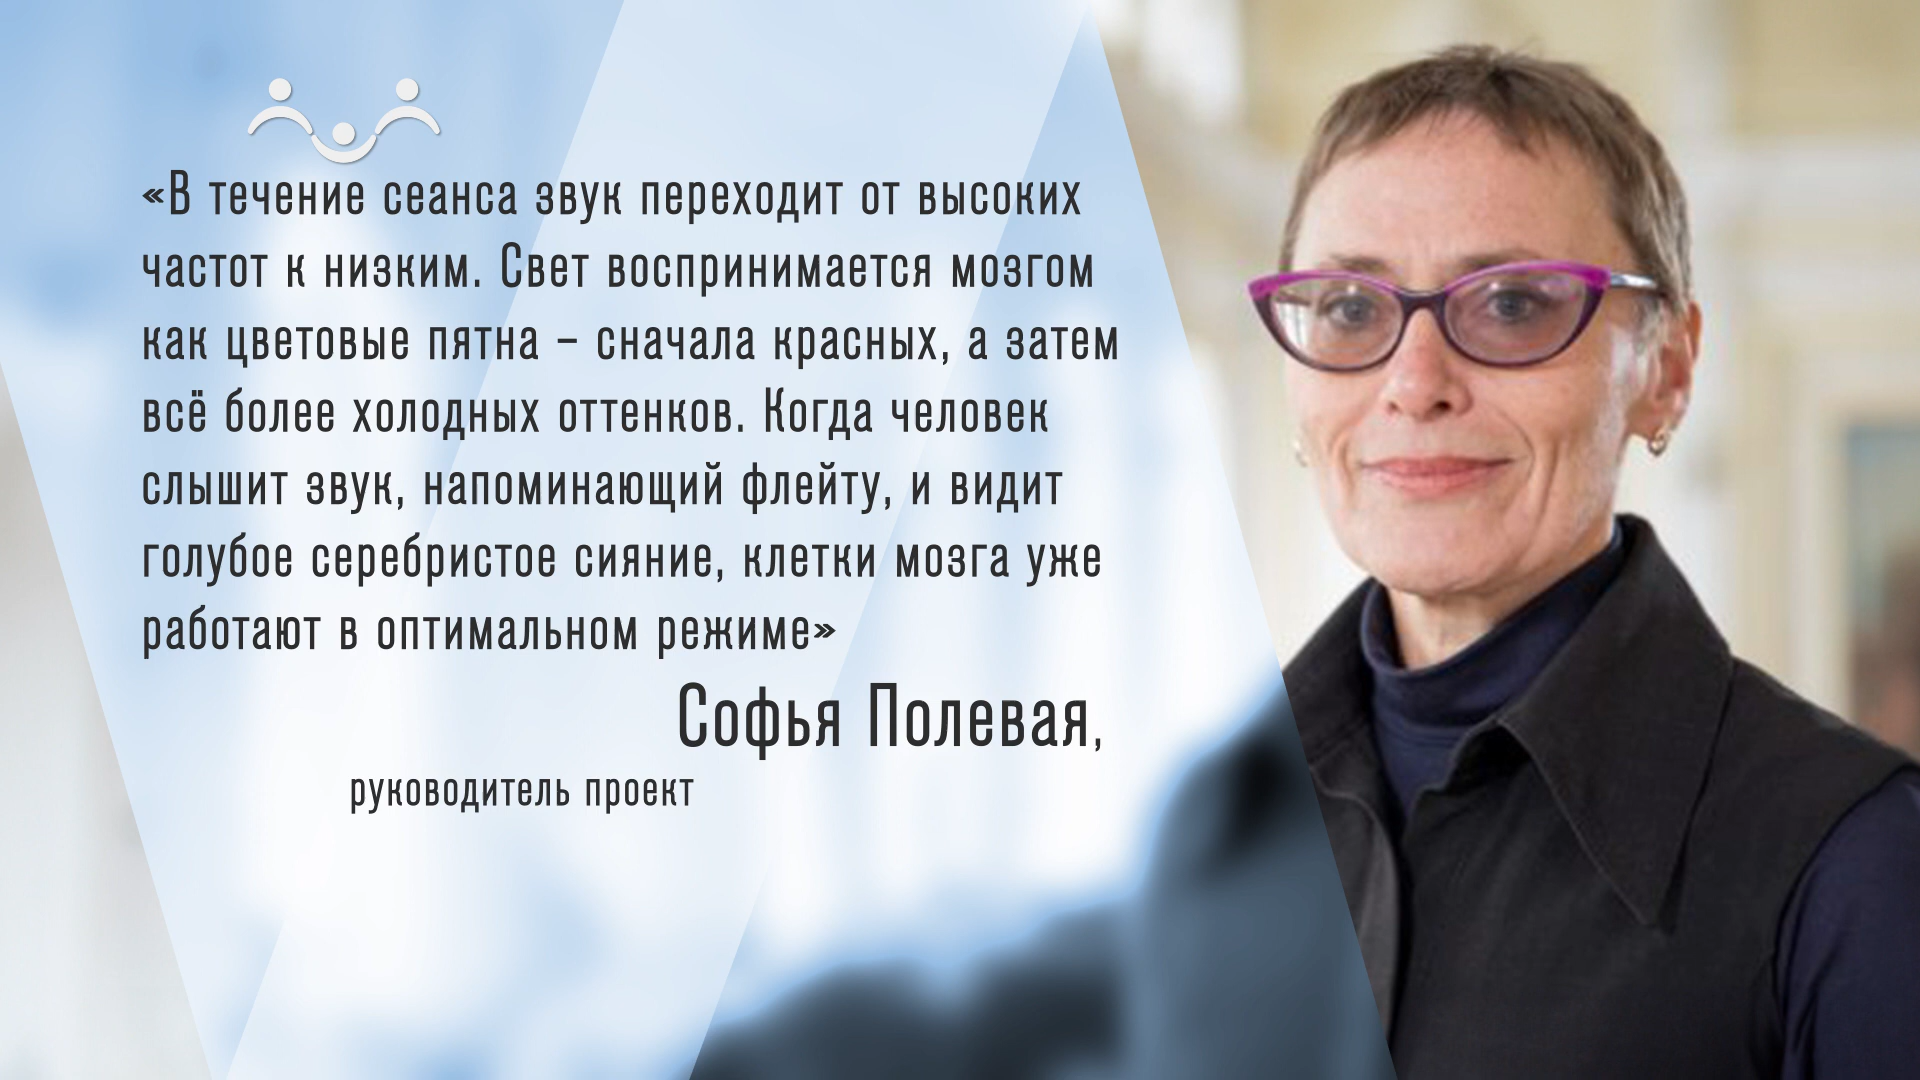 «В течение сеанса звук переходит от высоких
частот к низким. Свет воспринимается мозгом
как цветовые пятна – сначала красных, а затем
всё более холодных оттенков. Когда человек
слышит звук, напоминающий флейту, и видит
голубое серебристое сияние, клетки мозга уже
работают в оптимальном режиме»
Софья Полевая,
руководитель проект